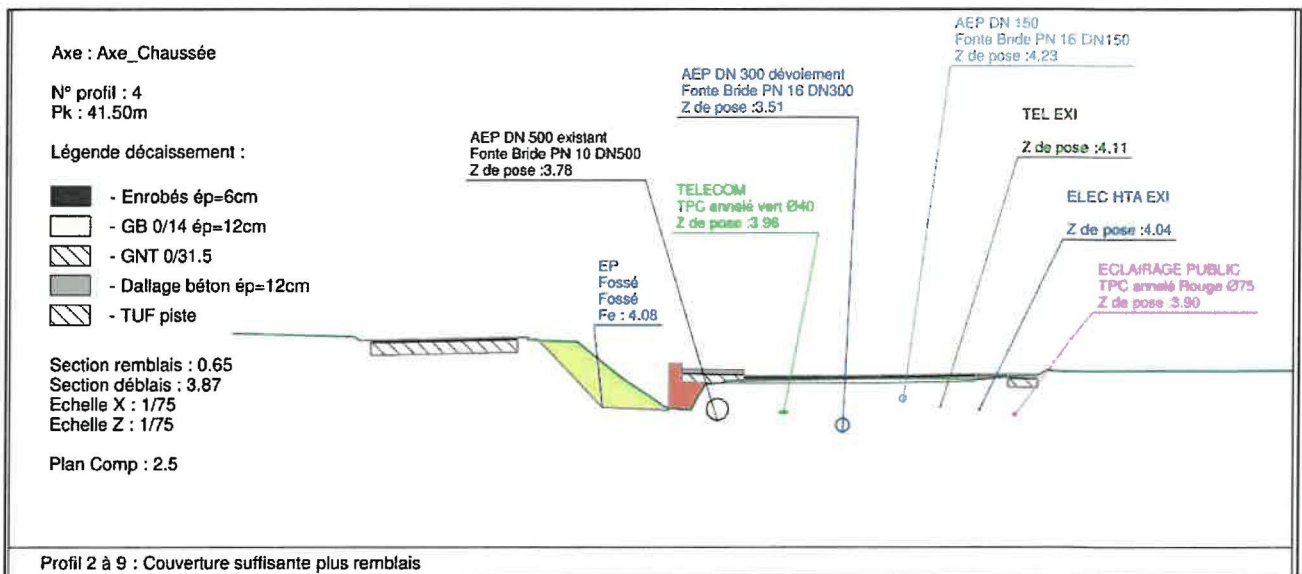 Axe : Axe_Chaussée
N° profil : 4
Pk : 41.50m
Légende décaissement :
- Enrobés ép=6cm
- GB 0/14 ép=12cm
- GNT 0/31.5
- Dallage béton ép=12cm
- TUF piste
Section remblais : 0.65
Section déblais : 3.87
Echelle X : 1/75
Echelle Z : 1/75
Plan Comp : 2.5
AEP DN 500 existant
Fonte Bride PN 10 DN500
Z de pose :3.78
EP
Fossé
Fossé
Fe : 4.08
AEP DN 300 dévoiement
Fonte Bride PN 16 DN300
Z de pose :3.51
TELECOM
TPC annelé vert Ø40
Z de pose :3.96
AEP DN 150
Fonte Bride PN 16 DN150
Z de pose :4.23
TEL EXI
Z de pose :4.11
ELEC HTA EXI
Z de pose :4.04
ECLAIRAGE PUBLIC
TPC annelé Rouge Ø75
Z de pose :3.90
Profil 2 à 9 : Couverture suffisante plus remblais